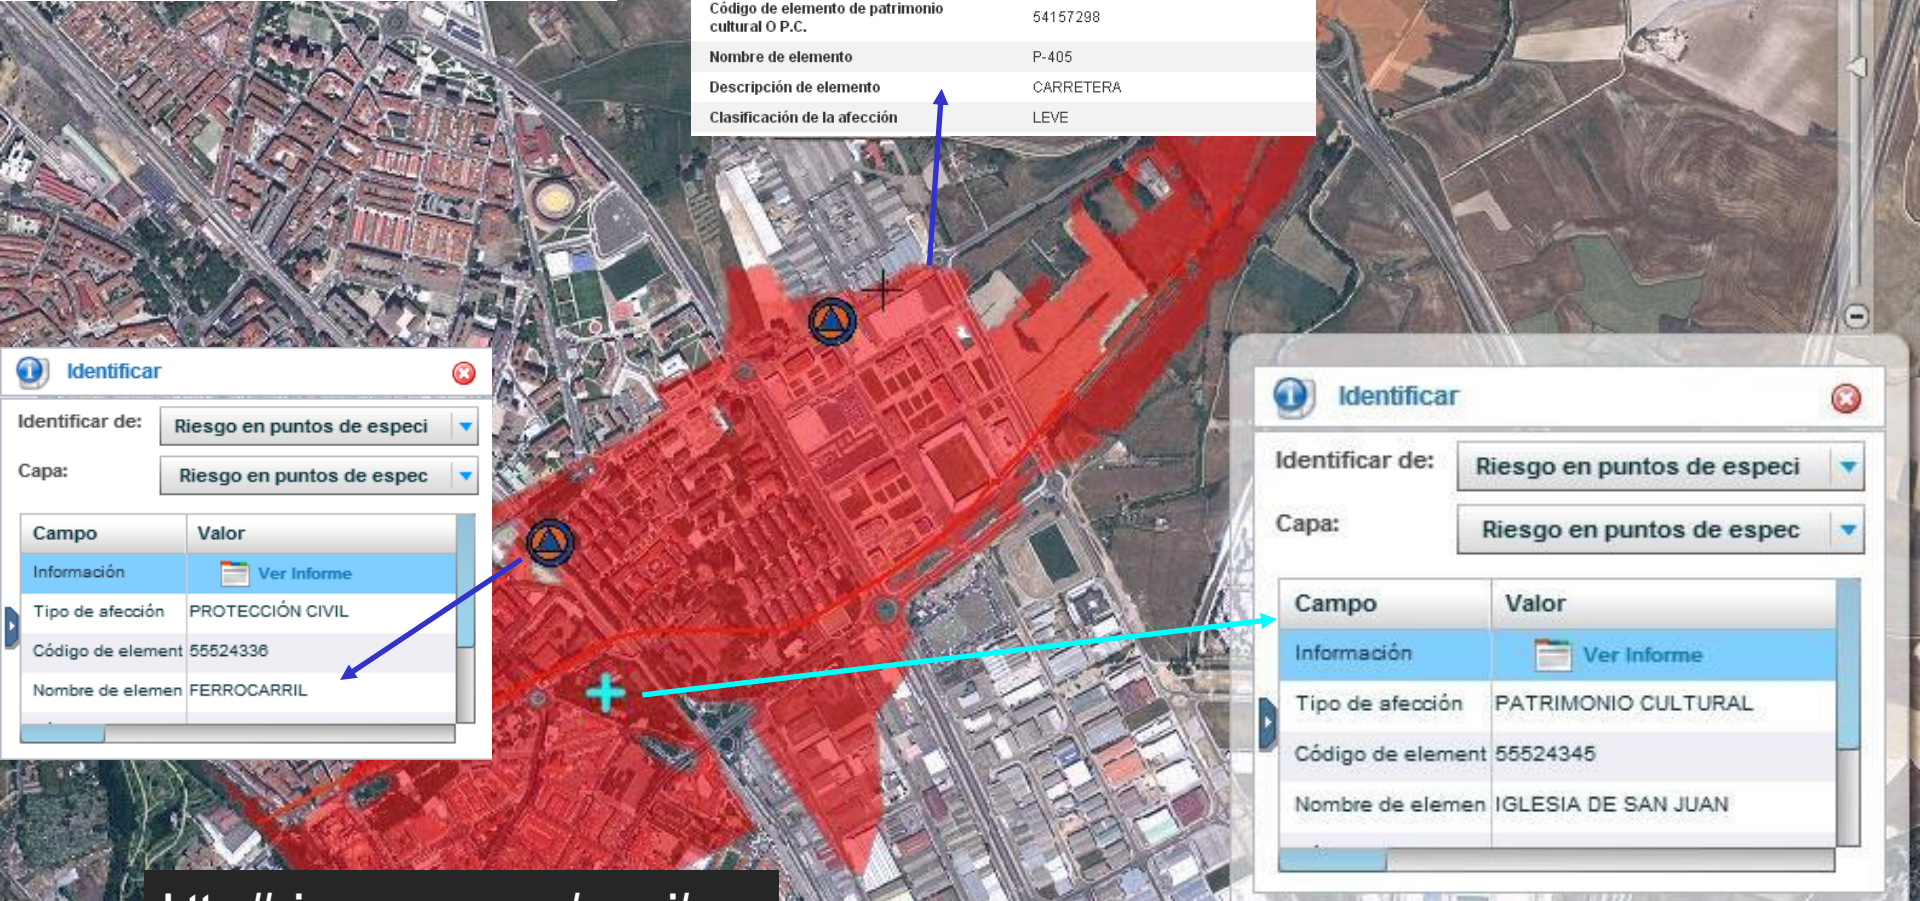 Código de elemento de patrimonio
cultural O P.C.
54157298
Nombre de elemento P-405
Descripción de elemento CARRETERA
Clasificación de la afección LEVE
Identificar
Identificar de: Riesgo en puntos de especi
Capa: Riesgo en puntos de espec
Campo Valor
Información Ver Informe
Tipo de afección PROTECCIÓN CIVIL
Código de element 55524336
Nombre de elemen FERROCARRIL
Identificar
Identificar de: Riesgo en puntos de especi
Capa: Riesgo en puntos de espec
Campo Valor
Información Ver Informe
Tipo de afección PATRIMONIO CULTURAL
Código de element 55524345
Nombre de elemen IGLESIA DE SAN JUAN